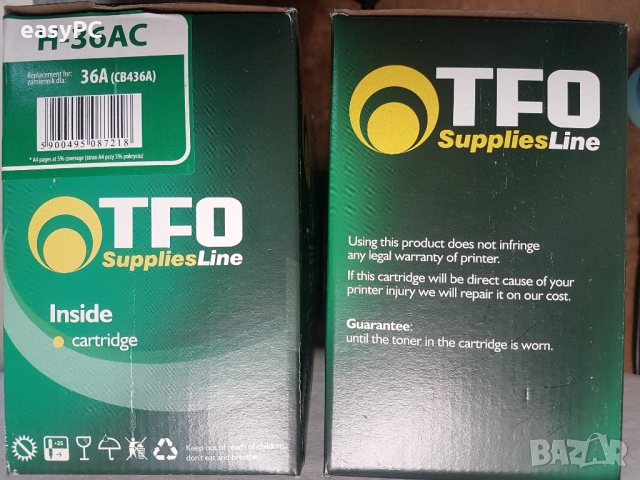 easyPC
H-36AC
Replacement for:
zamiennik dla:
36A (CB436A)
5900495087218
* A4 pages at 5% coverage (stron A4 przy 5% pokryciu)
TFO
SuppliesLine
Inside
cartridge
+35
+5
Keep out of reach of children,
don't eat and breathe.
TFO
SuppliesLine
Using this product does not infringe
any legal warranty of printer.
If this cartridge will be direct cause of your
printer injury we will repair it on our cost.
Guarantee:
until the toner in the cartridge is worn.
BAZAR